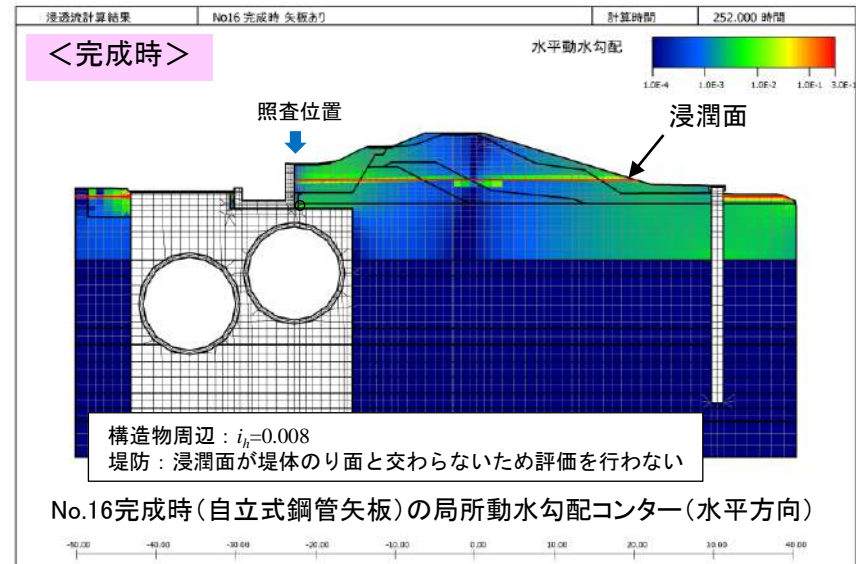 浸透流計算結果 No16 完成時 矢板あり 計算時間 252.000 時間
＜完成時＞
水平動水勾配
1.0E-4 1.0E-3 1.0E-2 1.0E-1 3.0E-1
照査位置
浸潤面
構造物周辺：ih=0.008
堤防：浸潤面が堤体のり面と交わらないため評価を行わない
No.16完成時（自立式鋼管矢板）の局所動水勾配コンター（水平方向）
-50.00 -40.00 -30.00 -20.00 -10.00 0.00 10.00 20.00 30.00 40.00